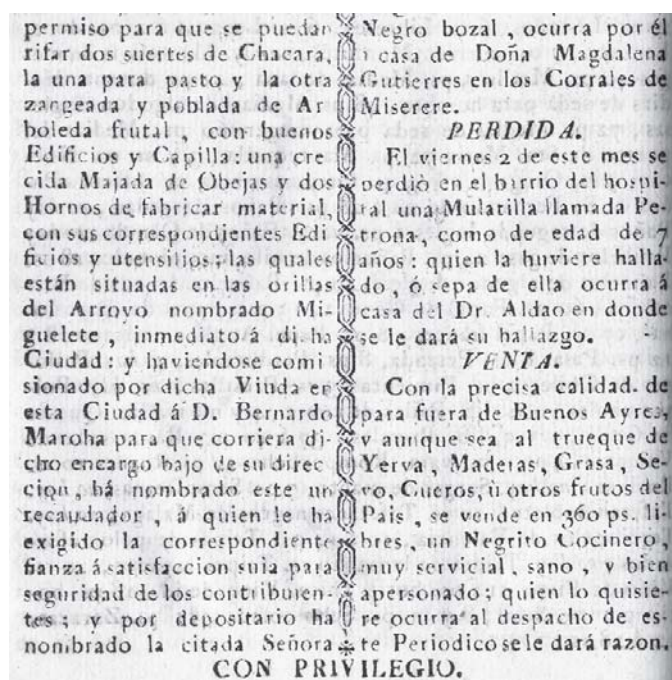 permiso para que se puedan
rifar dos suertes de Chacara,
la una para pasto y la otra
zangeada y poblada de Ar
boleda frutal, con buenos
Edificios y Capilla: una cre
cida Majada de Obejas y dos
Hornos de fabricar material,
con sus correspondientes Edi
ficios y utensilios; las quales
están situadas en las orillas
del Arroyo nombrado Mi-
guelete, inmediato á dicha
Ciudad: y haviendose comi
sionado por dicha Viuda en
esta Ciudad á D. Bernardo
Maroha para que corriera di-
cho encargo bajo de su direc
cion, há nombrado este un
recaudador, á quien le ha
exigido la correspondiente
fianza á satisfaccion suia para
seguridad de los contribuien-
tes; y por depositario ha
nombrado la citada Señora
Negro bozal, ocurra por él
i casa de Doña Magdalena
Gutierres en los Corrales de
Miserere.
PERDIDA.
El viernes 2 de este mes se
perdiò en el barrio del hospi-
tal una Mulatilla llamada Pe-
trona, como de edad de 7
años: quien la huviere halla-
do, ó sepa de ella ocurra á
casa del Dr. Aldao en donde
se le dará su hallazgo.
VENTA.
Con la precisa calidad. de
para fuera de Buenos Ayres,
y aunque sea al trueque de
Yerva, Maderas, Grasa, Se-
vo, Cueros, ù otros frutos del
Pais, se vende en 360 ps. li-
bres, un Negrito Cocinero,
muy servicial, sano, y bien
apersonado; quien lo quisie-
re ocurra al despacho de es-
te Periodico se le dará razon.
CON PRIVILEGIO.